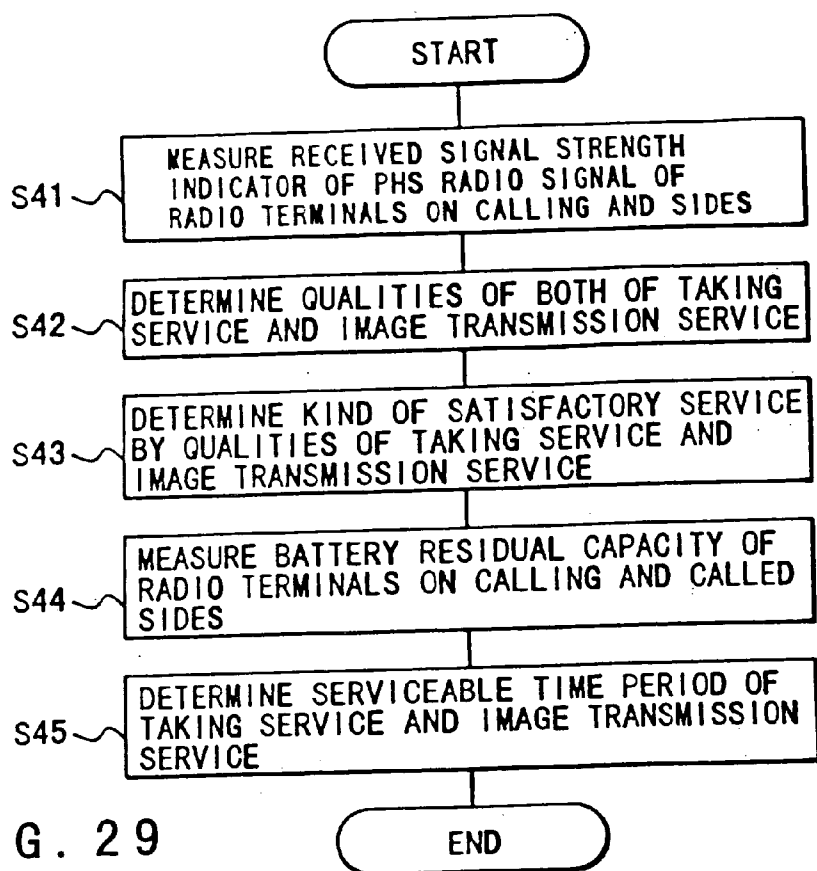 START
S41
MEASURE RECEIVED SIGNAL STRENGTH
INDICATOR OF PHS RADIO SIGNAL OF
RADIO TERMINALS ON CALLING AND SIDES
S42
DETERMINE QUALITIES OF BOTH OF TAKING
SERVICE AND IMAGE TRANSMISSION SERVICE
S43
DETERMINE KIND OF SATISFACTORY SERVICE
BY QUALITIES OF TAKING SERVICE AND
IMAGE TRANSMISSION SERVICE
S44
MEASURE BATTERY RESIDUAL CAPACITY OF
RADIO TERMINALS ON CALLING AND CALLED
SIDES
S45
DETERMINE SERVICEABLE TIME PERIOD OF
TAKING SERVICE AND IMAGE TRANSMISSION
SERVICE
END
G. 29